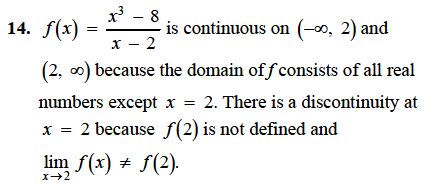 14. f(x) = (x³ − 8)/(x − 2) is continuous on (−∞, 2) and
(2, ∞) because the domain of f consists of all real
numbers except x = 2. There is a discontinuity at
x = 2 because f(2) is not defined and
lim x→2 f(x) ≠ f(2).